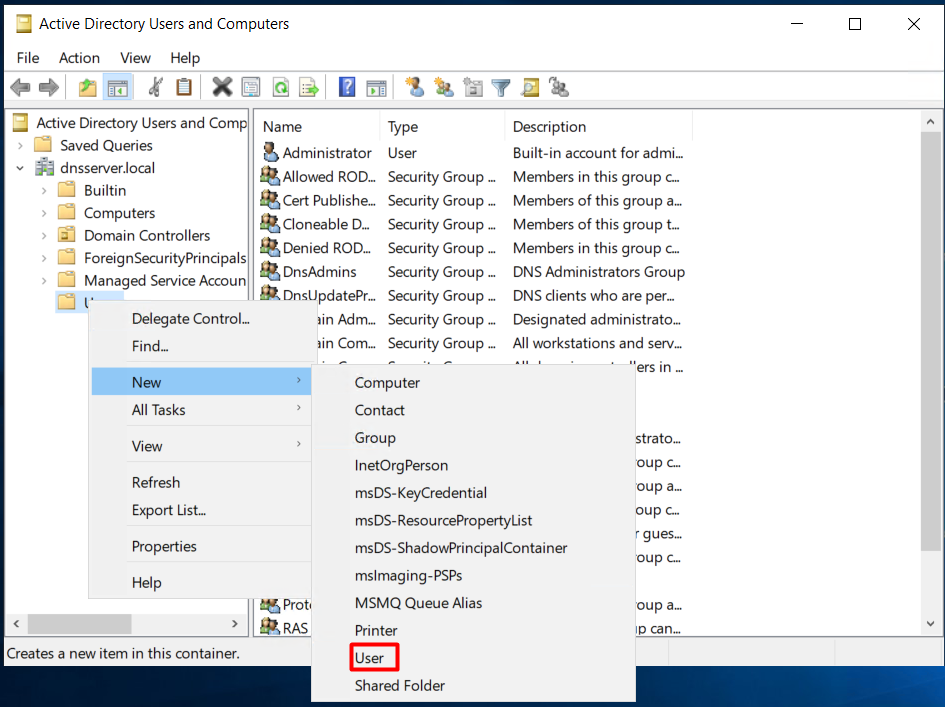 Active Directory Users and Computers
File Action View Help
Active Directory Users and Comp
Saved Queries
dnsserver.local
Builtin
Computers
Domain Controllers
ForeignSecurityPrincipals
Managed Service Accoun
Name Type Description
Administrator User Built-in account for admi...
Allowed ROD... Security Group ... Members in this group c...
Cert Publishe... Security Group ... Members of this group a...
Cloneable D... Security Group ... Members of this group t...
Denied ROD... Security Group ... Members in this group c...
DnsAdmins Security Group ... DNS Administrators Group
DnsUpdatePr... Security Group ... DNS clients who are per...
ain Adm... Security Group ... Designated administrato...
ain Com... Security Group ... All workstations and serv...
ers in ...
strato...
oup c...
oup a...
oup c...
r gues...
oup c...
Prote
oup a...
RAS
p can...
Delegate Control...
Find...
New
All Tasks
View
Refresh
Export List...
Properties
Help
Computer
Contact
Group
InetOrgPerson
msDS-KeyCredential
msDS-ResourcePropertyList
msDS-ShadowPrincipalContainer
msImaging-PSPs
MSMQ Queue Alias
Printer
User
Shared Folder
Creates a new item in this container.